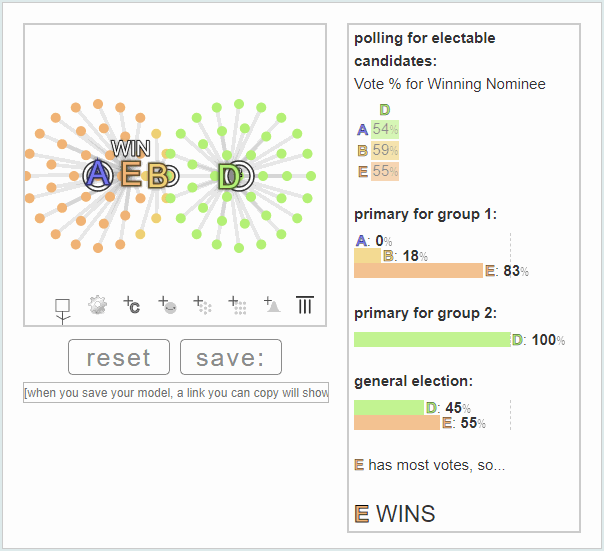 WIN
A E B D
+C + + + +
reset save:
[when you save your model, a link you can copy will show
polling for electable
candidates:
Vote % for Winning Nominee
D
A 54%
B 59%
E 55%
primary for group 1:
A: 0%
B: 18%
E: 83%
primary for group 2:
D: 100%
general election:
D: 45%
E: 55%
E has most votes, so...
E WINS